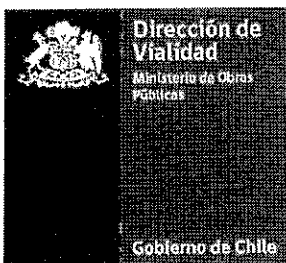 Dirección de
Vialidad
Ministerio de Obras
Públicas
Gobierno de Chile